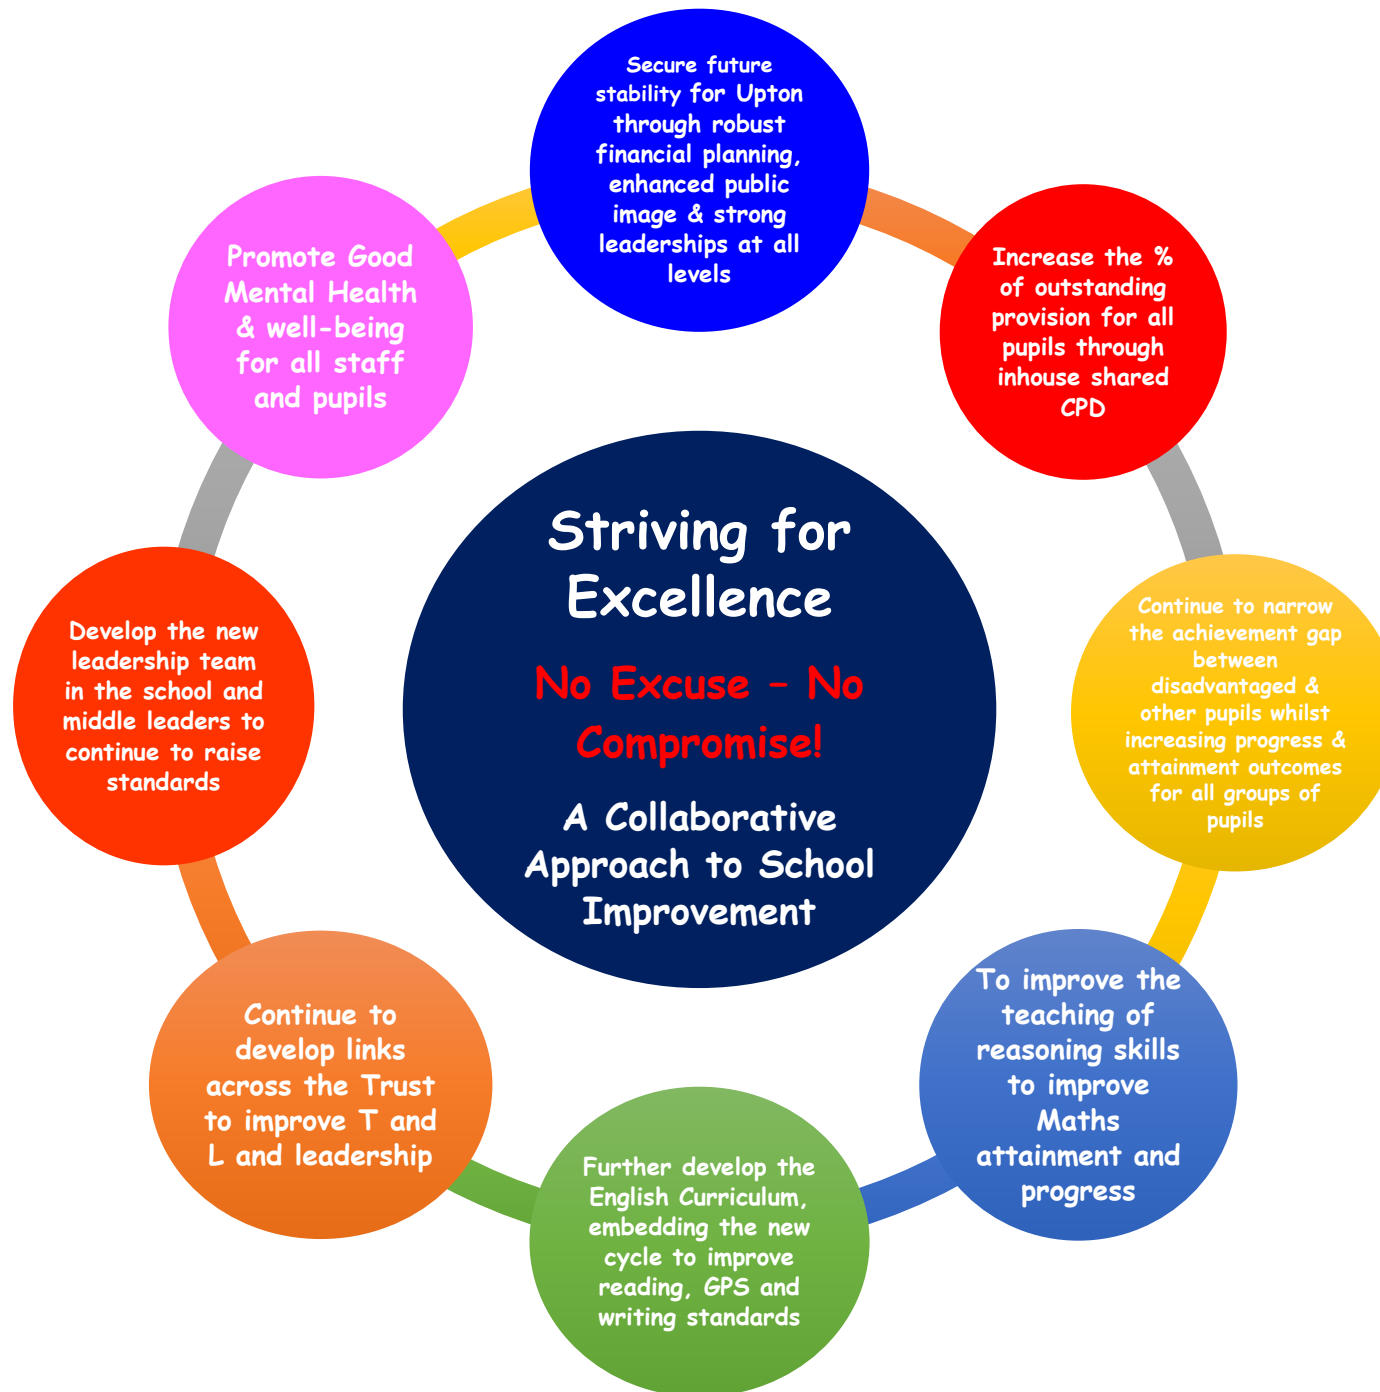 Secure future
stability for Upton
through robust
financial planning,
enhanced public
image & strong
leaderships at all
levels
Increase the %
of outstanding
provision for all
pupils through
inhouse shared
CPD
Continue to narrow
the achievement gap
between
disadvantaged &
other pupils whilst
increasing progress &
attainment outcomes
for all groups of
pupils
To improve the
teaching of
reasoning skills
to improve
Maths
attainment and
progress
Further develop the
English Curriculum,
embedding the new
cycle to improve
reading, GPS and
writing standards
Continue to
develop links
across the Trust
to improve T and
L and leadership
Develop the new
leadership team
in the school and
middle leaders to
continue to raise
standards
Promote Good
Mental Health
& well-being
for all staff
and pupils
Striving for
Excellence
No Excuse – No
Compromise!
A Collaborative
Approach to School
Improvement